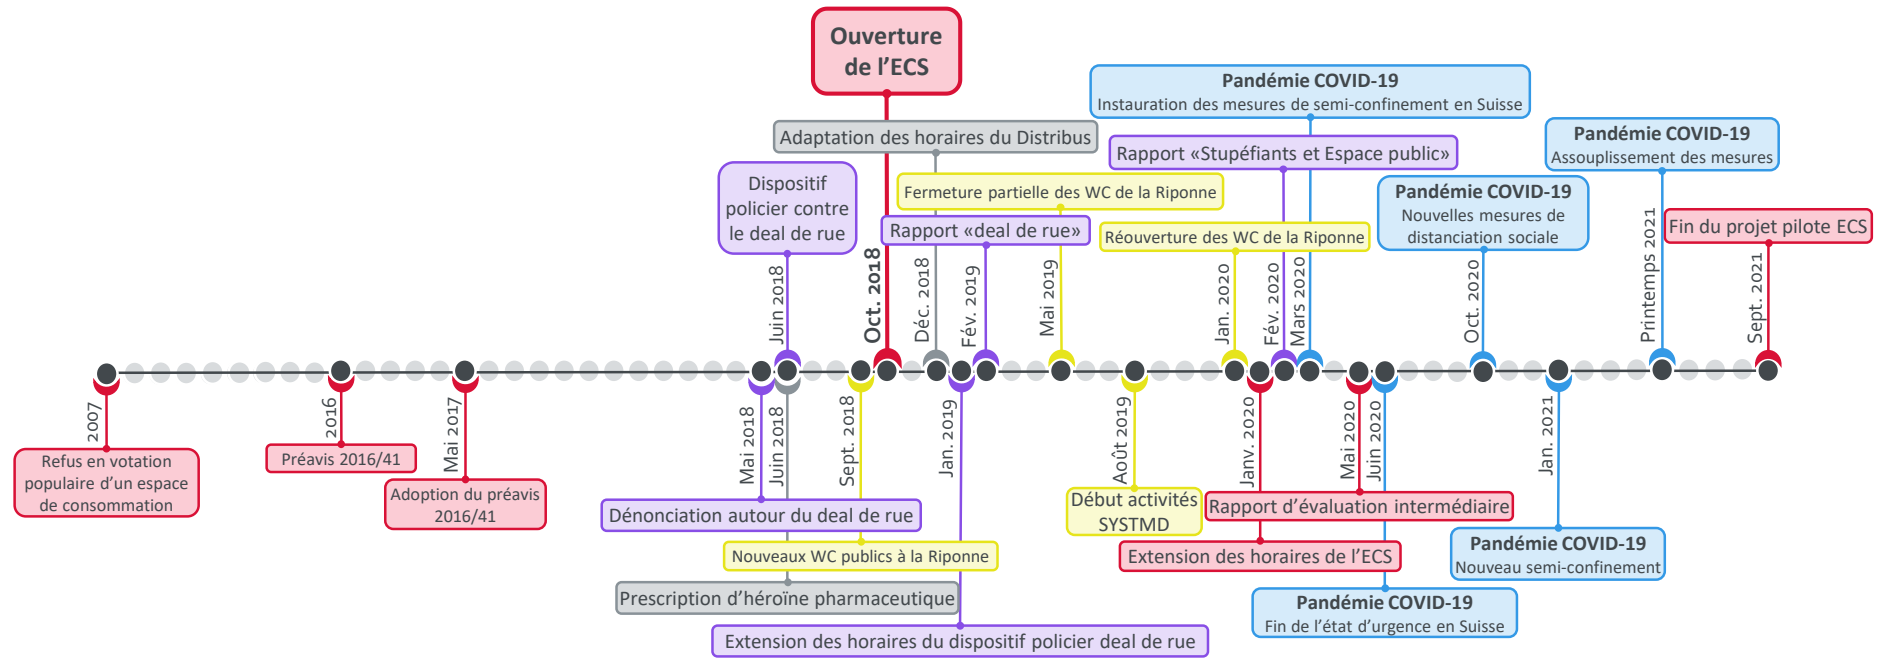 Ouverture
de l'ECS
Pandémie COVID-19
Instauration des mesures de semi-confinement en Suisse
Adaptation des horaires du Distribus
Pandémie COVID-19
Assouplissement des mesures
Rapport «Stupéfiants et Espace public»
Dispositif
policier contre
le deal de rue
Fermeture partielle des WC de la Riponne
Pandémie COVID-19
Nouvelles mesures de
distanciation sociale
Rapport «deal de rue»
Réouverture des WC de la Riponne
Fin du projet pilote ECS
Juin 2018
Oct. 2018
Déc. 2018
Fév. 2019
Mai 2019
Jan. 2020
Fév. 2020
Mars 2020
Oct. 2020
Printemps 2021
Sept. 2021
2007
2016
Mai 2017
Mai 2018
Juin 2018
Sept. 2018
Jan. 2019
Août 2019
Janv. 2020
Mai 2020
Juin 2020
Jan. 2021
Refus en votation
populaire d'un espace
de consommation
Préavis 2016/41
Adoption du préavis
2016/41
Dénonciation autour du deal de rue
Début activités
SYSTMD
Rapport d'évaluation intermédiaire
Nouveaux WC publics à la Riponne
Extension des horaires de l'ECS
Pandémie COVID-19
Nouveau semi-confinement
Prescription d'héroïne pharmaceutique
Pandémie COVID-19
Fin de l'état d'urgence en Suisse
Extension des horaires du dispositif policier deal de rue